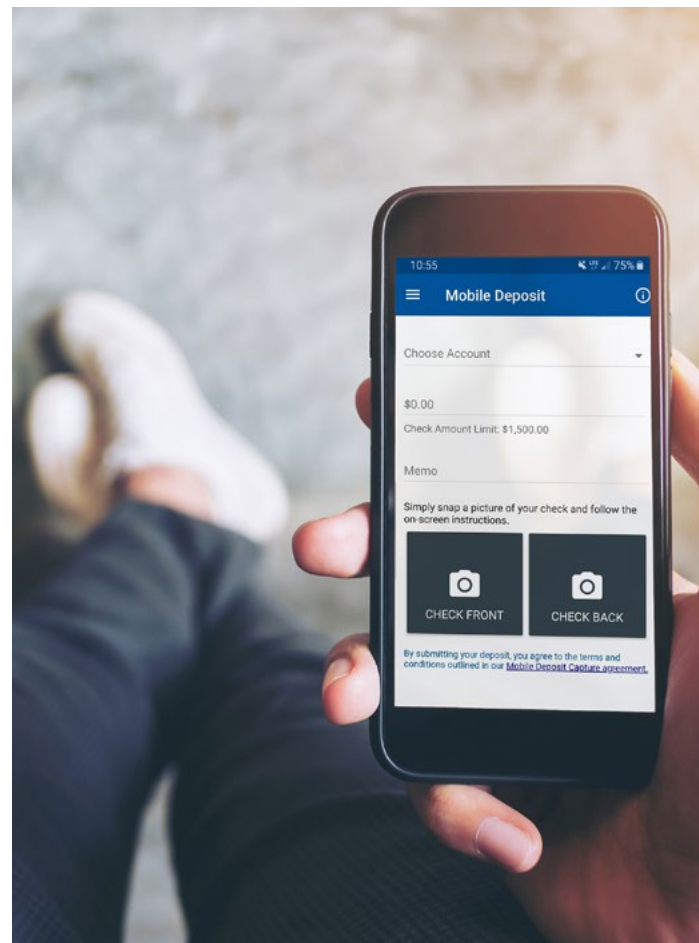 10:55 LTE 75%
Mobile Deposit
Choose Account
$0.00
Check Amount Limit: $1,500.00
Memo
Simply snap a picture of your check and follow the
on-screen instructions.
CHECK FRONT CHECK BACK
By submitting your deposit, you agree to the terms and
conditions outlined in our Mobile Deposit Capture agreement.